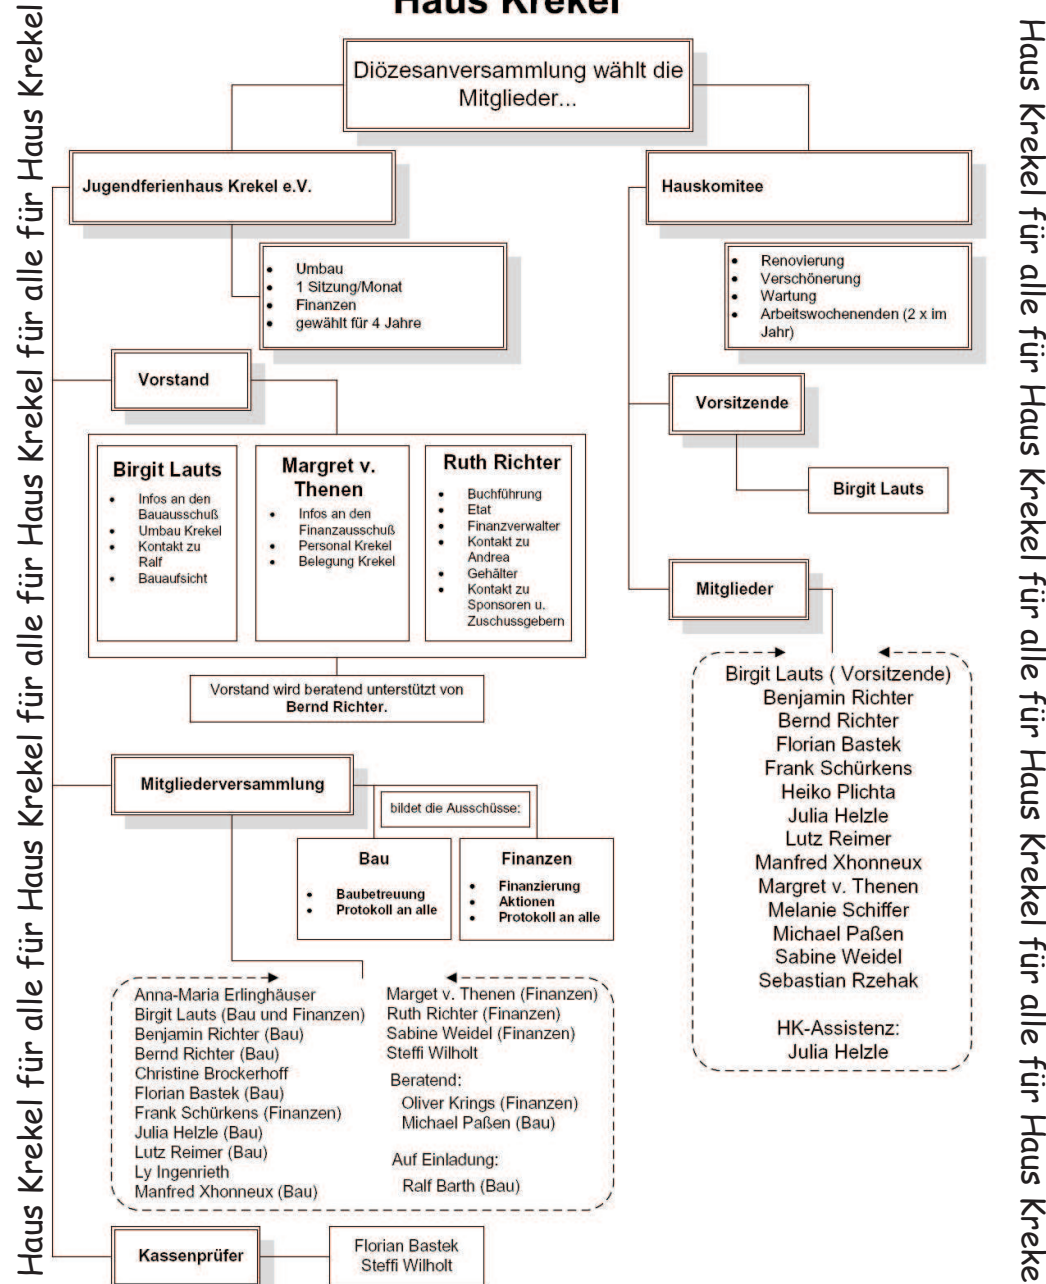 Haus Krekel
Haus Krekel für alle für Haus Krekel für alle für Haus Krekel für alle für Haus Krekel für alle für Haus Krekel
Diözesanversammlung wählt die
Mitglieder...
Jugendferienhaus Krekel e.V.
• Umbau
• 1 Sitzung/Monat
• Finanzen
• gewählt für 4 Jahre
Vorstand
Birgit Lauts
• Infos an den
Bauausschuß
• Umbau Krekel
• Kontakt zu
Ralf
• Bauaufsicht
Margret v.
Thenen
• Infos an den
Finanzausschuß
• Personal Krekel
• Belegung Krekel
Ruth Richter
• Buchführung
• Etat
• Finanzverwalter
• Kontakt zu
Andrea
• Gehälter
• Kontakt zu
Sponsoren u.
Zuschussgebern
Vorstand wird beratend unterstützt von
Bernd Richter.
Mitgliederversammlung
bildet die Ausschüsse:
Bau
• Baubetreuung
• Protokoll an alle
Finanzen
• Finanzierung
• Aktionen
• Protokoll an alle
Anna-Maria Erlinghäuser
Birgit Lauts (Bau und Finanzen)
Benjamin Richter (Bau)
Bernd Richter (Bau)
Christine Brockerhoff
Florian Bastek (Bau)
Frank Schürkens (Finanzen)
Julia Helzle (Bau)
Lutz Reimer (Bau)
Ly Ingenrieth
Manfred Xhonneux (Bau)
Marget v. Thenen (Finanzen)
Ruth Richter (Finanzen)
Sabine Weidel (Finanzen)
Steffi Wilholt
Beratend:
Oliver Krings (Finanzen)
Michael Paßen (Bau)
Auf Einladung:
Ralf Barth (Bau)
Kassenprüfer
Florian Bastek
Steffi Wilholt
Hauskomitee
• Renovierung
• Verschönerung
• Wartung
• Arbeitswochenenden (2 x im
Jahr)
Vorsitzende
Birgit Lauts
Mitglieder
Birgit Lauts ( Vorsitzende)
Benjamin Richter
Bernd Richter
Florian Bastek
Frank Schürkens
Heiko Plichta
Julia Helzle
Lutz Reimer
Manfred Xhonneux
Margret v. Thenen
Melanie Schiffer
Michael Paßen
Sabine Weidel
Sebastian Rzehak
HK-Assistenz:
Julia Helzle
Haus Krekel für alle für Haus Krekel für alle für Haus Krekel für alle für Haus Kreke